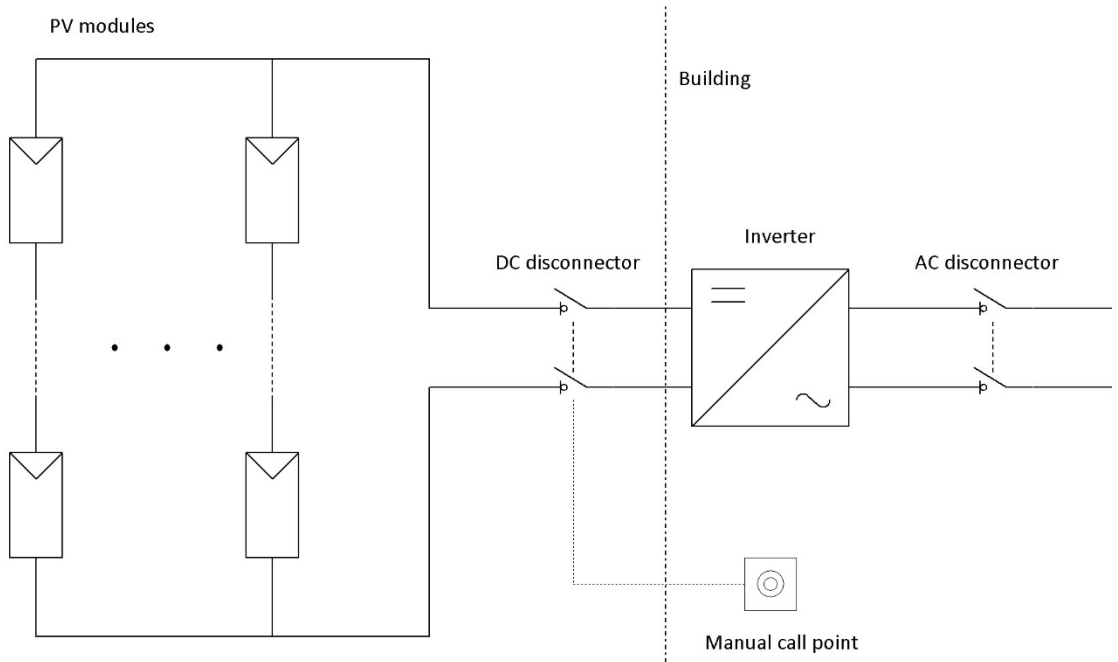 PV modules
Building
Inverter
DC disconnector
AC disconnector
Manual call point